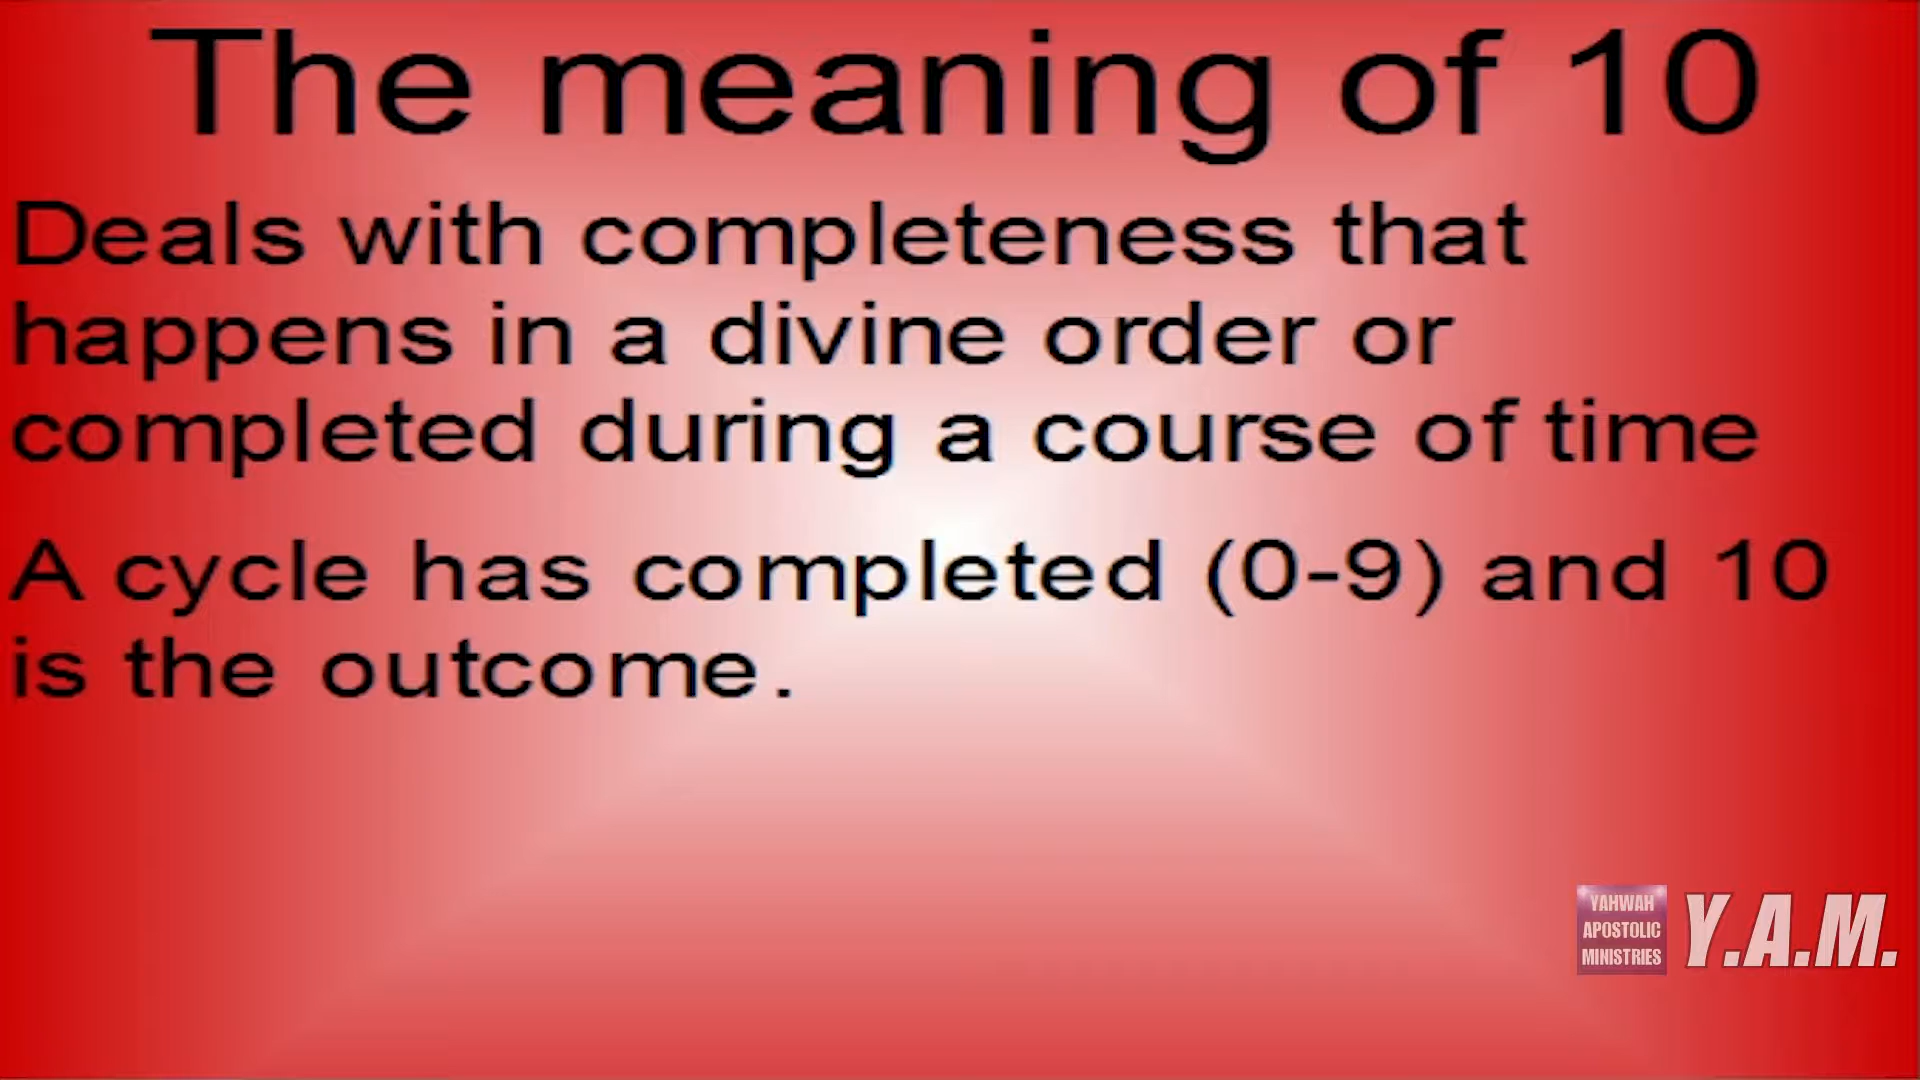 The meaning of 10
Deals with completeness that
happens in a divine order or
completed during a course of time
A cycle has completed (0-9) and 10
is the outcome.
YAHWAH
APOSTOLIC
MINISTRIES
Y.A.M.